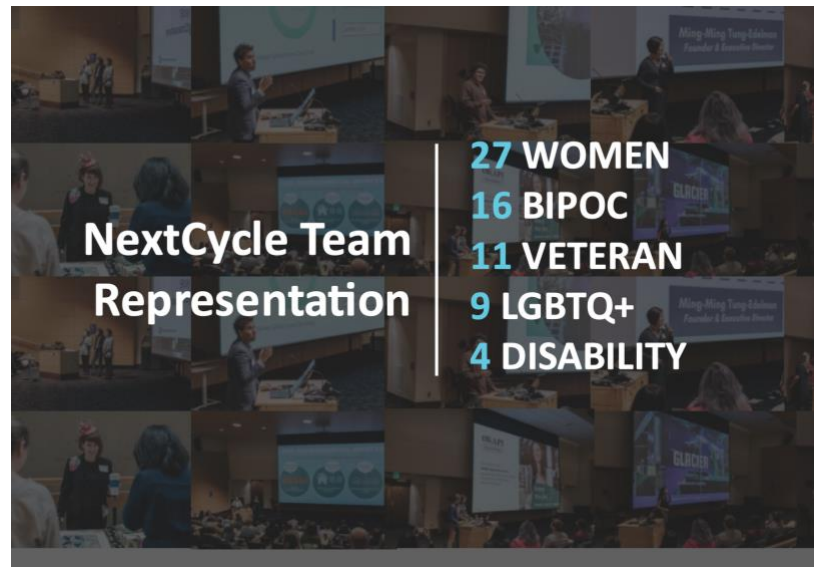 NextCycle Team
Representation
27 WOMEN
16 BIPOC
11 VETERAN
9 LGBTQ+
4 DISABILITY
Ming-Ming Tung-Edelman
Founder & Executive Director
GLACIER
Ming-Ming Tung-Edelman
Founder & Executive Director
GLACIER